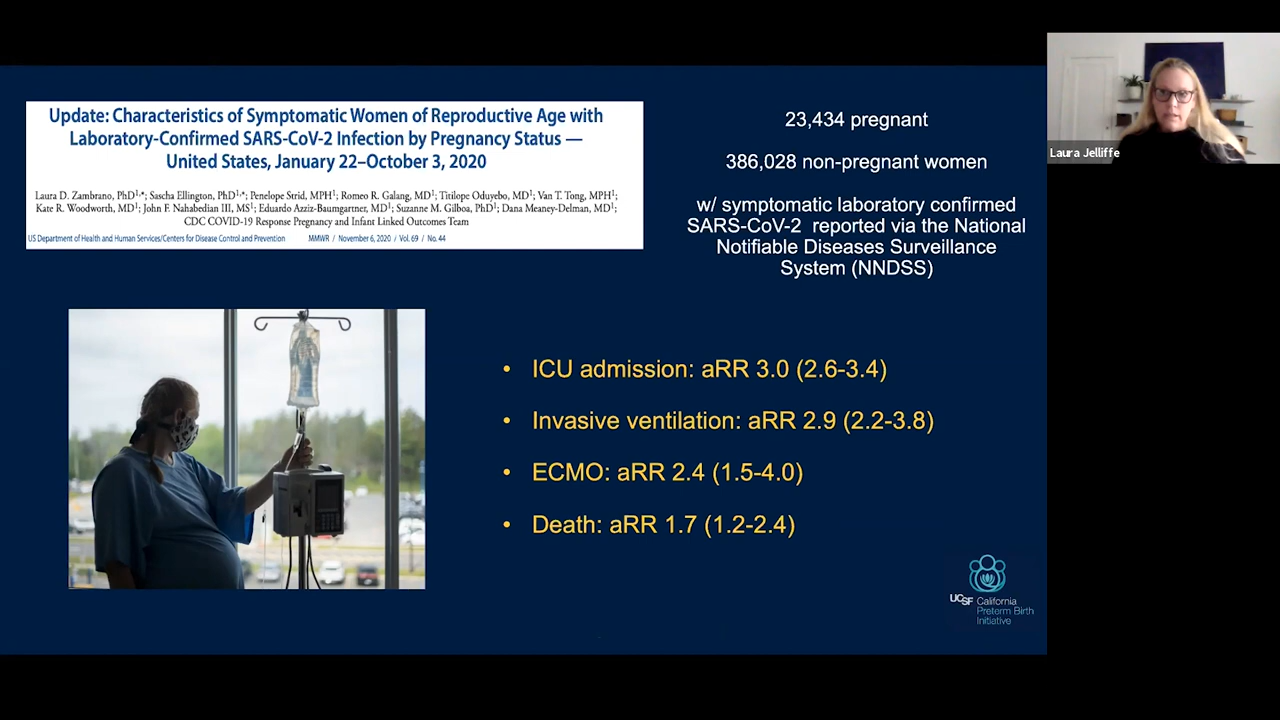 Update: Characteristics of Symptomatic Women of Reproductive Age with
Laboratory-Confirmed SARS-CoV-2 Infection by Pregnancy Status —
United States, January 22–October 3, 2020
Laura D. Zambrano, PhD1,*; Sascha Ellington, PhD1,*; Penelope Strid, MPH1; Romeo R. Galang, MD1; Titilope Oduyebo, MD1; Van T. Tong, MPH1;
Kate R. Woodworth, MD1; John F. Nahabedian III, MS1; Eduardo Azziz-Baumgartner, MD1; Suzanne M. Gilboa, PhD1; Dana Meaney-Delman, MD1;
CDC COVID-19 Response Pregnancy and Infant Linked Outcomes Team
US Department of Health and Human Services/Centers for Disease Control and Prevention MMWR / November 6, 2020 / Vol. 69 / No. 44
23,434 pregnant
386,028 non-pregnant women
w/ symptomatic laboratory confirmed
SARS-CoV-2 reported via the National
Notifiable Diseases Surveillance
System (NNDSS)
Laura Jelliffe
• ICU admission: aRR 3.0 (2.6-3.4)
• Invasive ventilation: aRR 2.9 (2.2-3.8)
• ECMO: aRR 2.4 (1.5-4.0)
• Death: aRR 1.7 (1.2-2.4)
UCSF California
Preterm Birth
Initiative